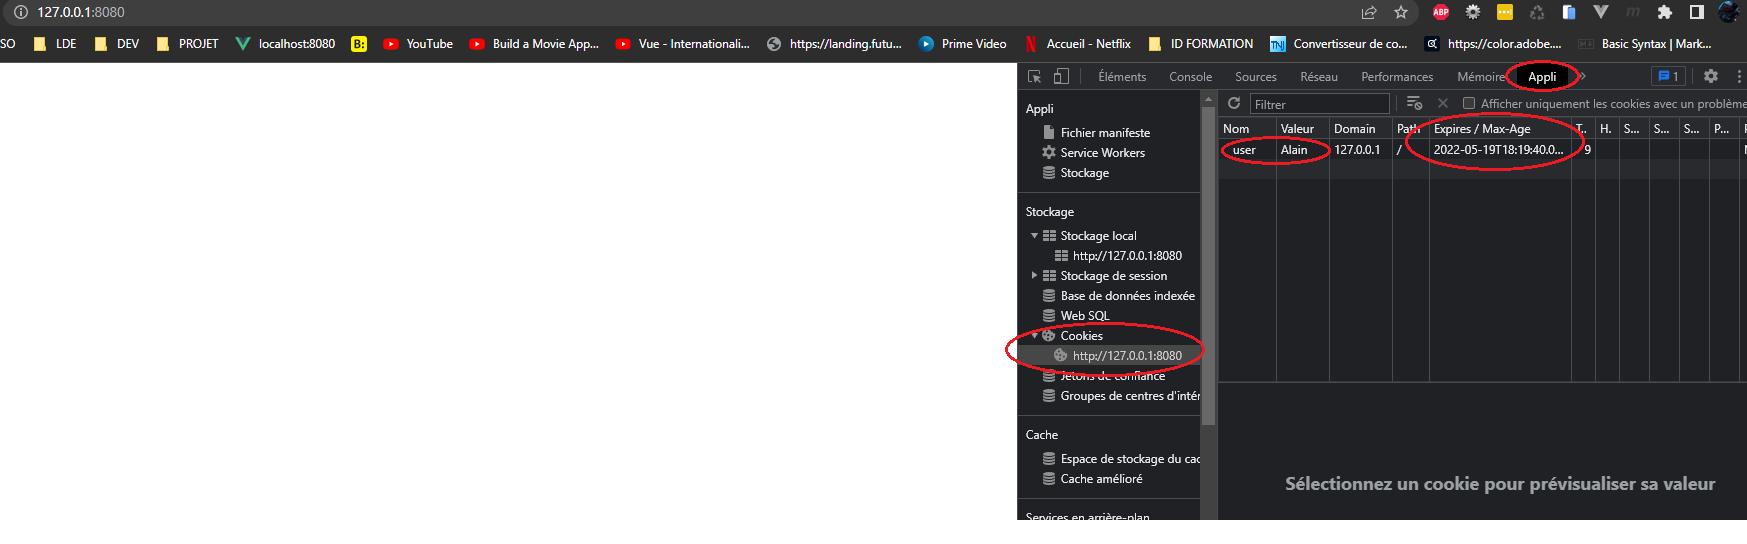 127.0.0.1:8080
ABP
SO LDE DEV PROJET localhost:8080 B: YouTube Build a Movie App... Vue - Internationali... https://landing.futu... Prime Video Accueil - Netflix ID FORMATION TNJ Convertisseur de co... https://color.adobe.... Basic Syntax | Mark...
Éléments Console Sources Réseau Performances Mémoire Appli » 1
Appli
Fichier manifeste
Service Workers
Stockage
Stockage
Stockage local
http://127.0.0.1:8080
Stockage de session
Base de données indexée
Web SQL
Cookies
http://127.0.0.1:8080
Jetons de confiance
Groupes de centres d'intér
Cache
Espace de stockage du cac
Cache amélioré
Services en arrière-plan
Filtrer Afficher uniquement les cookies avec un problème
Nom Valeur Domain Path Expires / Max-Age T.. H. S... S... S... P...
user Alain 127.0.0.1 / 2022-05-19T18:19:40.0... 9
Sélectionnez un cookie pour prévisualiser sa valeur